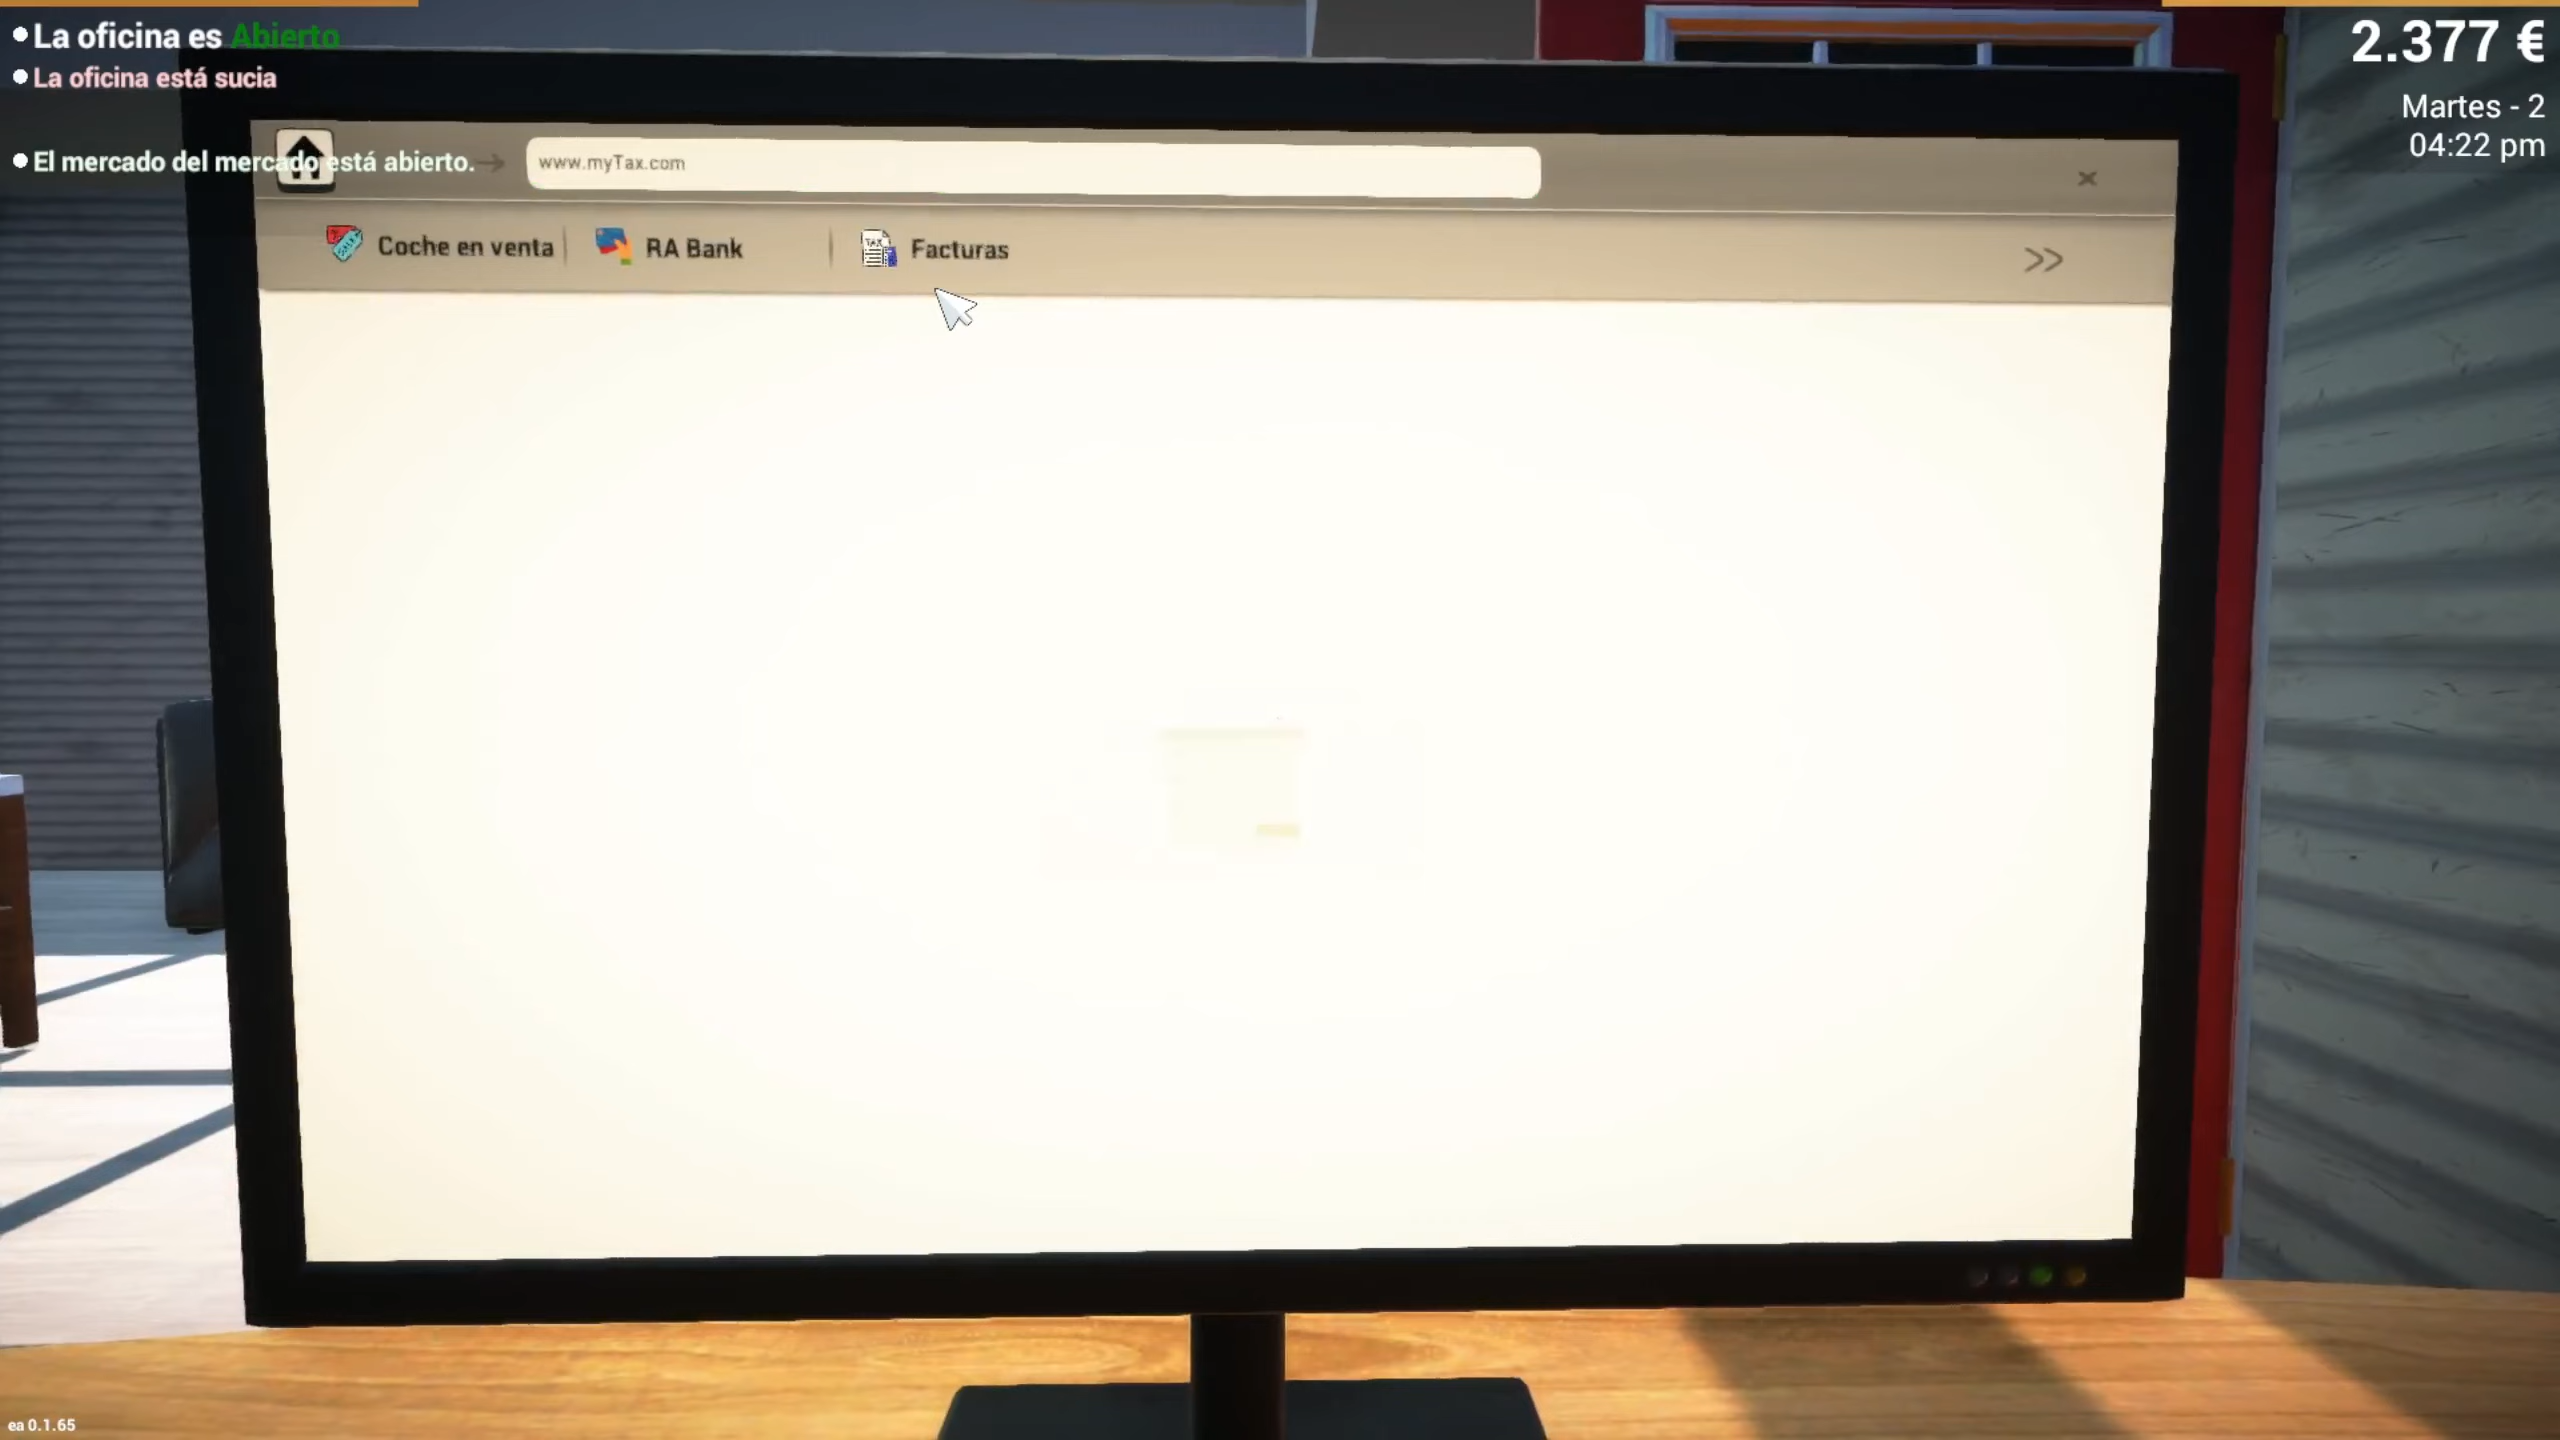 La oficina es Abierto
La oficina está sucia
El mercado del mercado está abierto.
2.377 €
Martes - 2
04:22 pm
www.myTax.com
×
Coche en venta
RA Bank
TAX
Facturas
>>
ea 0.1.65